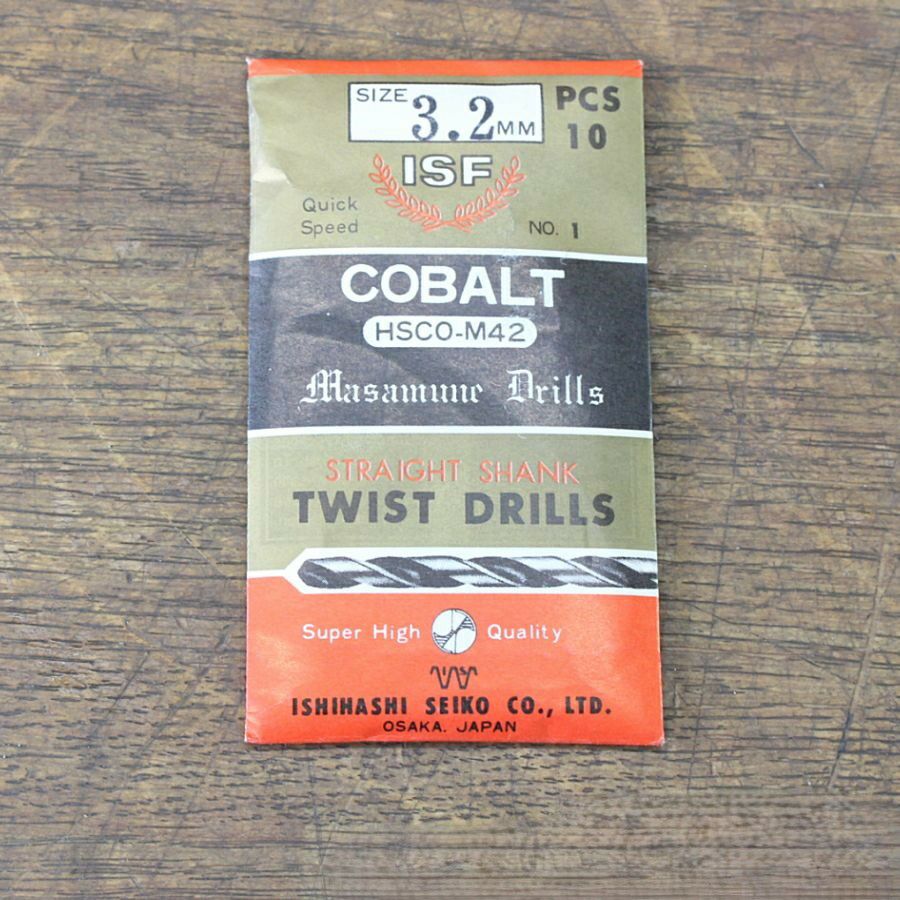 SIZE 3.2 MM
PCS
10
ISF
Quick
Speed
NO. 1
COBALT
HSCO-M42
Masamune Drills
STRAIGHT SHANK
TWIST DRILLS
Super High Quality
ISHIHASHI SEIKO CO., LTD.
OSAKA. JAPAN